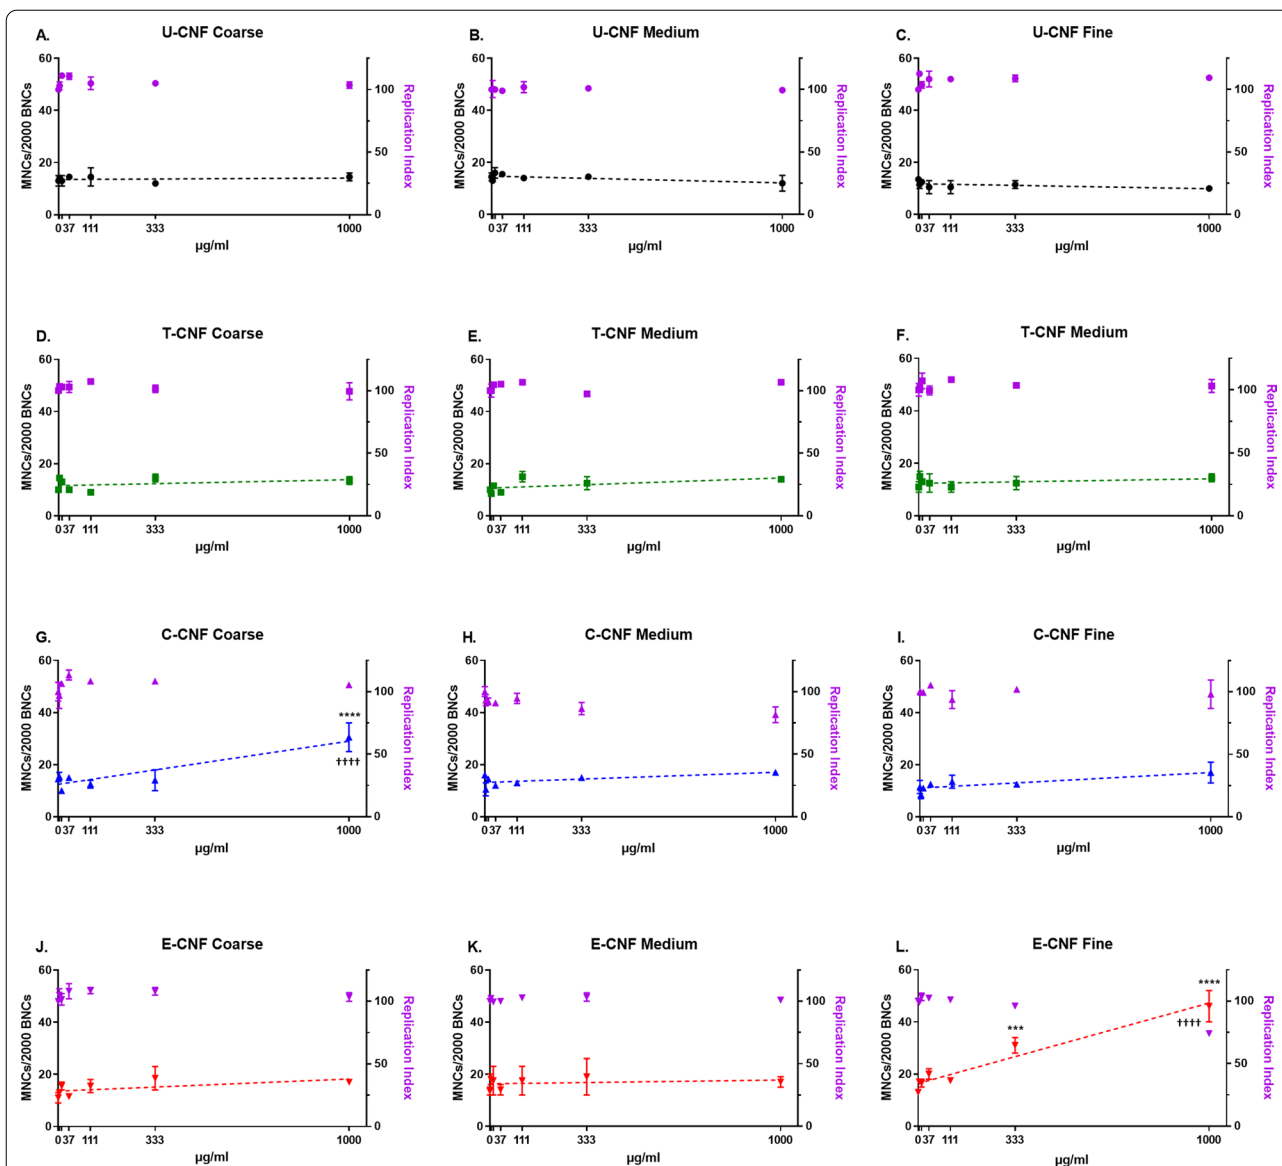 A. U-CNF Coarse
MNCs/2000 BNCs
60
40
20
0
100
50
0
Replication Index
0 37 111 333 1000
µg/ml
B. U-CNF Medium
MNCs/2000 BNCs
60
40
20
0
100
50
0
Replication Index
0 37 111 333 1000
µg/ml
C. U-CNF Fine
MNCs/2000 BNCs
60
40
20
0
100
50
0
Replication Index
0 37 111 333 1000
µg/ml
D. T-CNF Coarse
MNCs/2000 BNCs
60
40
20
0
100
50
0
Replication Index
0 37 111 333 1000
µg/ml
E. T-CNF Medium
MNCs/2000 BNCs
60
40
20
0
100
50
0
Replication Index
0 37 111 333 1000
µg/ml
F. T-CNF Medium
MNCs/2000 BNCs
60
40
20
0
100
50
0
Replication Index
0 37 111 333 1000
µg/ml
G. C-CNF Coarse
MNCs/2000 BNCs
60
40
20
0
****
††††
100
50
0
Replication Index
0 37 111 333 1000
µg/ml
H. C-CNF Medium
MNCs/2000 BNCs
60
40
20
0
100
50
0
Replication Index
0 37 111 333 1000
µg/ml
I. C-CNF Fine
MNCs/2000 BNCs
60
40
20
0
100
50
0
Replication Index
0 37 111 333 1000
µg/ml
J. E-CNF Coarse
MNCs/2000 BNCs
60
40
20
0
100
50
0
Replication Index
0 37 111 333 1000
µg/ml
K. E-CNF Medium
MNCs/2000 BNCs
60
40
20
0
100
50
0
Replication Index
0 37 111 333 1000
µg/ml
L. E-CNF Fine
MNCs/2000 BNCs
60
40
20
0
***
****
††††
100
50
0
Replication Index
0 37 111 333 1000
µg/ml